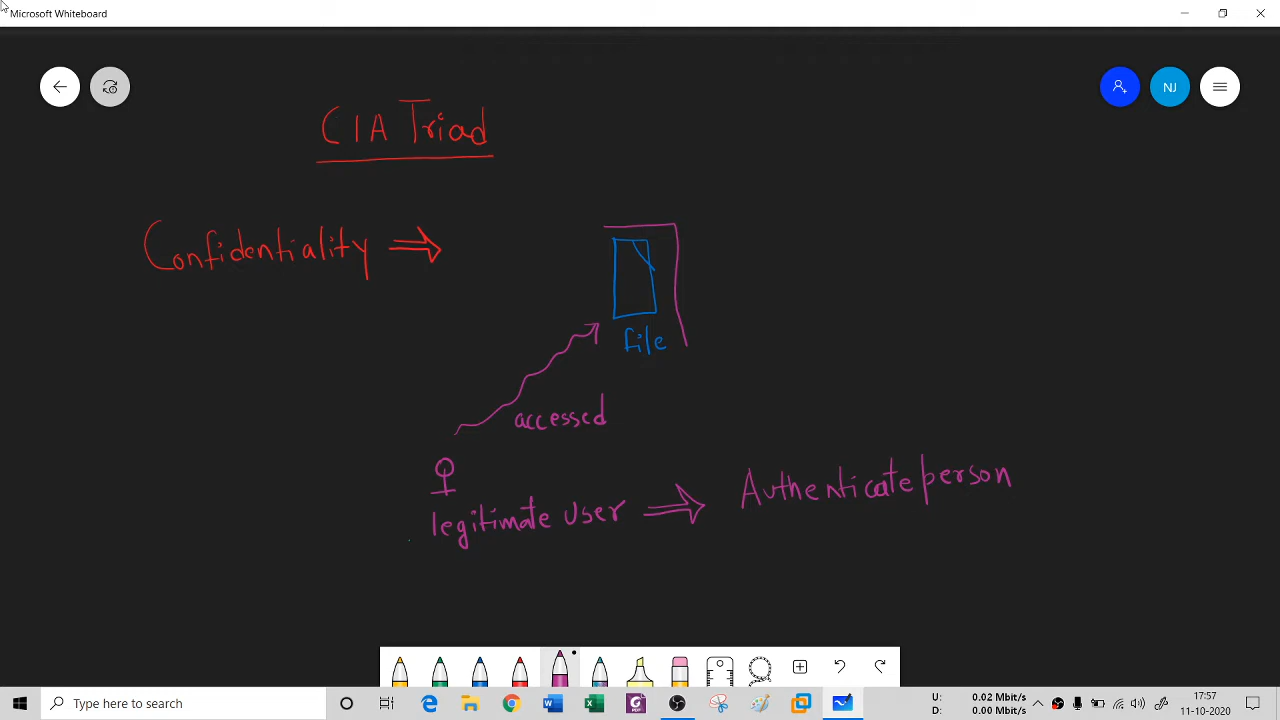 Microsoft Whiteboard
NJ
CIA Triad
Confidentiality ⇒
file
accessed
legitimate user ⇒ Authenticate person
Type here to search
U: 0.02 Mbit/s
D: 0.00 Mbit/s
17:57
11-10-2020